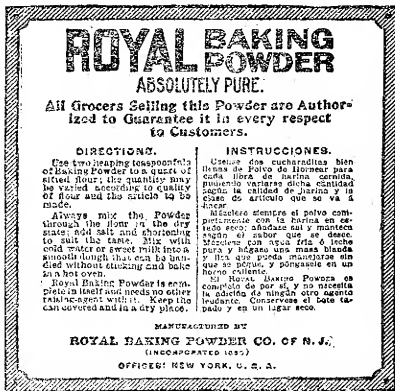 ROYAL BAKING
POWDER
ABSOLUTELY PURE.
All Grocers Selling this Powder are Author-
ized to Guarantee it in every respect
to Customers.
DIRECTIONS.
Use two heaping teaspoonfuls
of Baking Powder to a quart of
sifted flour; the quantity may
be varied according to quality
of flour and the article to be
made.
Always mix the Powder
through the flour in the dry
state; add salt and shortening
to suit the taste. Mix with
cold water or sweet milk into a
smooth dough that can be han-
dled without sticking and bake
in a hot oven.
Royal Baking Powder is com-
plete in itself and needs no other
raising-agent with it. Keep the
can covered and in a dry place.
INSTRUCCIONES.
Usense dos cucharaditas bien
llenas de Polvo de Hornear para
cada libra de harina cernida,
pudiendo variarse dicha cantidad
según la calidad de harina y la
clase de artículo que se va á
hacer.
Mézclese siempre el polvo com-
pletamente con la harina en es-
tado seco; añádase sal y manteca
según el sabor que se desee.
Mézclese con agua fría ó leche
pura y hágase una masa blanda
y lisa que pueda manejarse sin
que se pegue, y póngasele en un
horno caliente.
El Royal Baking Powder es
completo de por sí, y no necesita
la adición de ningún otro agente
leudante. Consérvese el bote ta-
pado y en un lugar seco.
MANUFACTURED BY
ROYAL BAKING POWDER CO. OF N. J.
(INCORPORATED
OFFICES: NEW YORK, U. S. A.